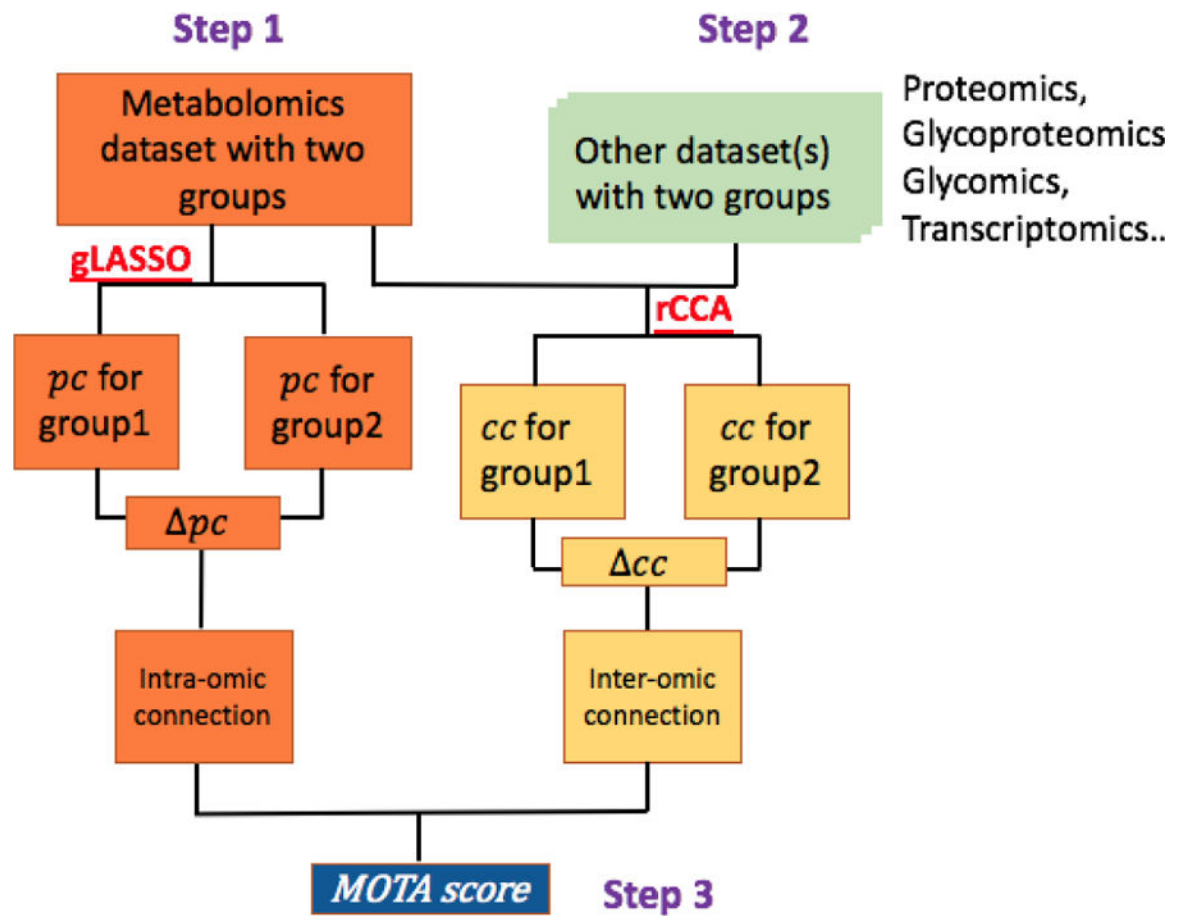 Step 1
Step 2
Metabolomics
dataset with two
groups
Other dataset(s)
with two groups
Proteomics,
Glycoproteomics
Glycomics,
Transcriptomics..
gLASSO
rCCA
pc for
group1
pc for
group2
cc for
group1
cc for
group2
Δpc
Δcc
Intra-omic
connection
Inter-omic
connection
MOTA score
Step 3